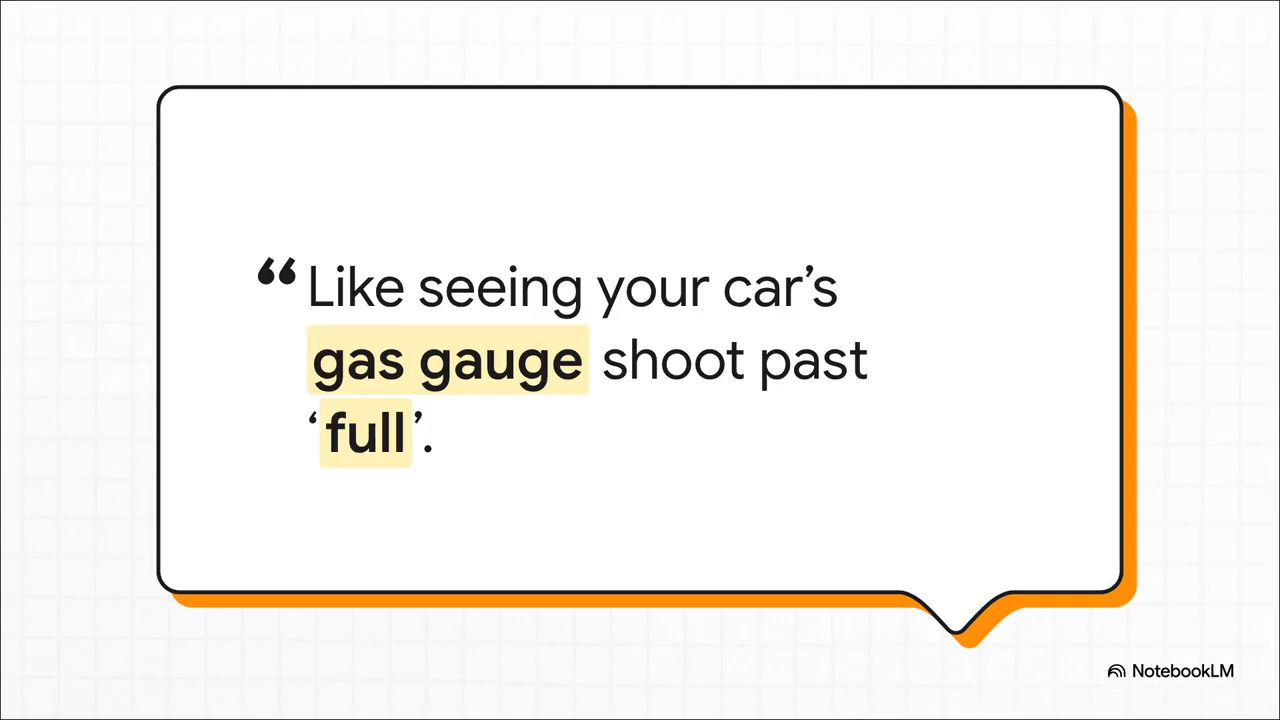 “Like seeing your car’s
gas gauge shoot past
‘full’.
NotebookLM